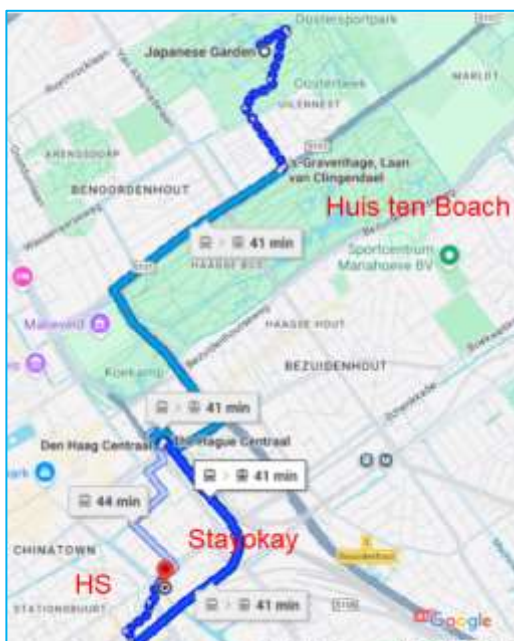 Oostersportpark
Japanese Garden
Oosterbeek
MARLOT
UILENNEST
ARENDSDORP
's-Gravenhage, Laan
van Clingendael
BENOORDENHOUT
Huis ten Boach
41 min
Sportcentrum
Mariahoeve BV
HAAGSE BOS
Malieveld
HAAGSE HOUT
Bezuidenhoutseweg
Koekamp
BEZUIDENHOUT
41 min
Den Haag Centraal
The Hague Centraal
41 min
44 min
Stayokay
CHINATOWN
HS
41 min
STATIONSBUURT
Google